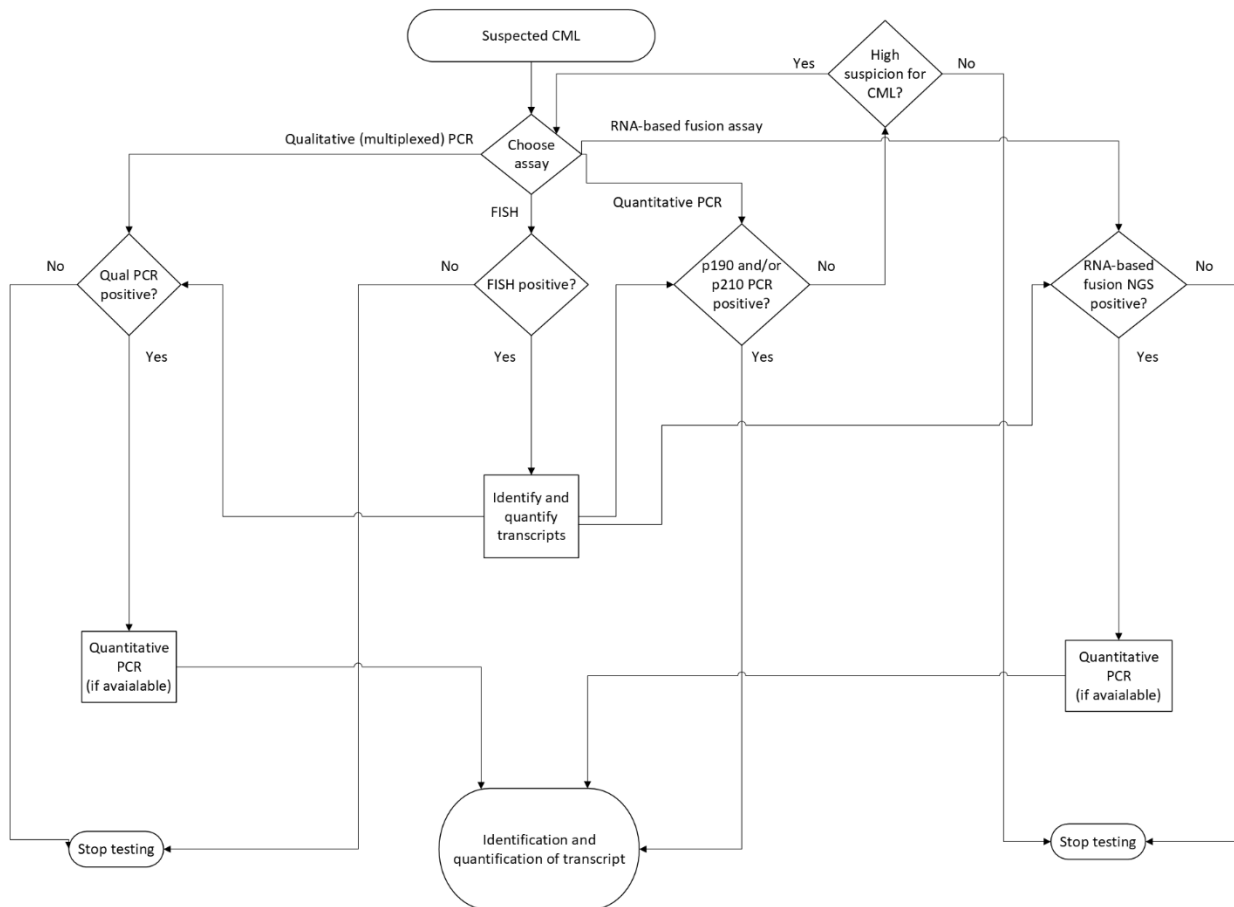 Suspected CML
High
suspicion for
CML?
Yes
No
Choose
assay
Qualitative (multiplexed) PCR
RNA-based fusion assay
FISH
Quantitative PCR
No
Qual PCR
positive?
Yes
No
FISH positive?
Yes
p190 and/or
p210 PCR
positive?
No
Yes
RNA-based
fusion NGS
positive?
No
Yes
Identify and
quantify
transcripts
Quantitative
PCR
(if avaialable)
Quantitative
PCR
(if avaialable)
Stop testing
Identification and
quantification of transcript
Stop testing